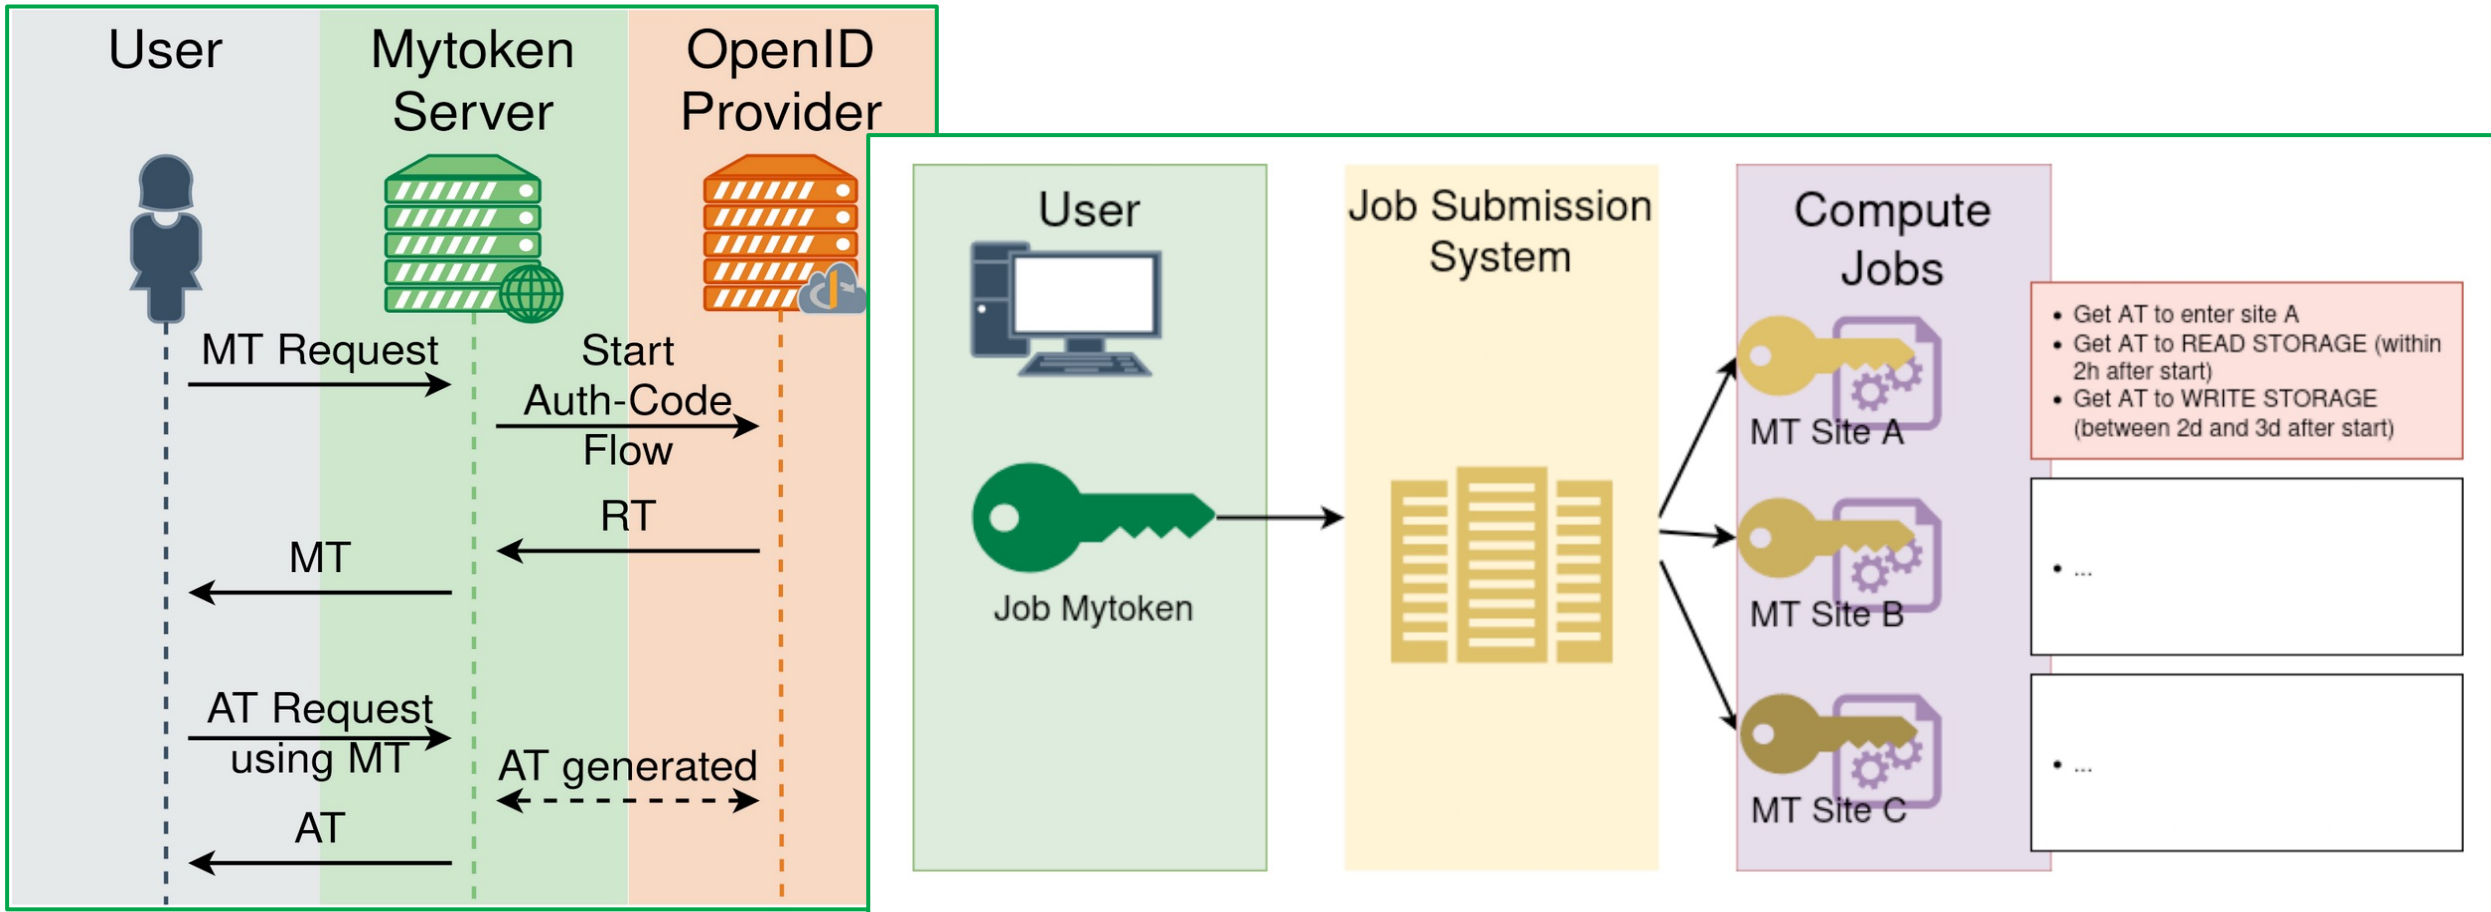 User
Mytoken
Server
OpenID
Provider
MT Request
Start
Auth-Code
Flow
RT
MT
AT Request
using MT
AT generated
AT
User
Job Mytoken
Job Submission
System
Compute
Jobs
MT Site A
• Get AT to enter site A
• Get AT to READ STORAGE (within
2h after start)
• Get AT to WRITE STORAGE
(between 2d and 3d after start)
MT Site B
• ...
MT Site C
• ...